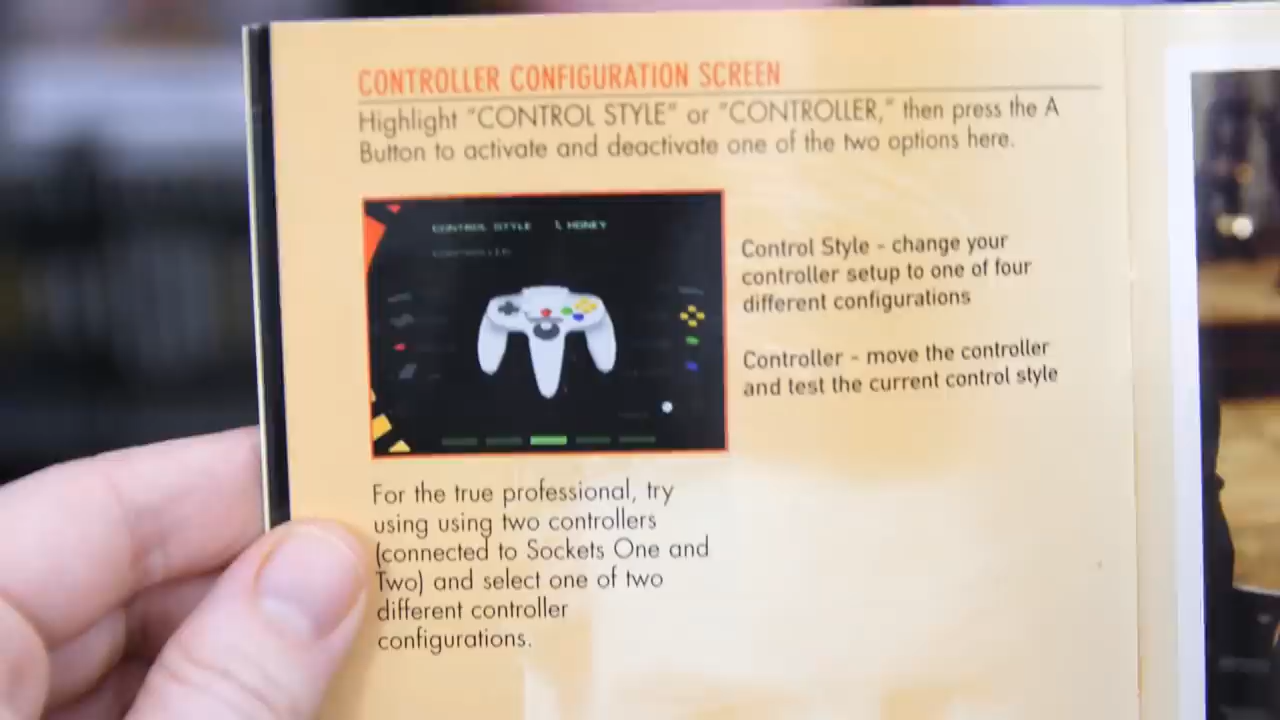 CONTROLLER CONFIGURATION SCREEN
Highlight “CONTROL STYLE” or “CONTROLLER,” then press the A
Button to activate and deactivate one of the two options here.
CONTROL STYLE 1 HONEY
CONTROLLER
Control Style - change your
controller setup to one of four
different configurations
Controller - move the controller
and test the current control style
For the true professional, try
using using two controllers
(connected to Sockets One and
Two) and select one of two
different controller
configurations.